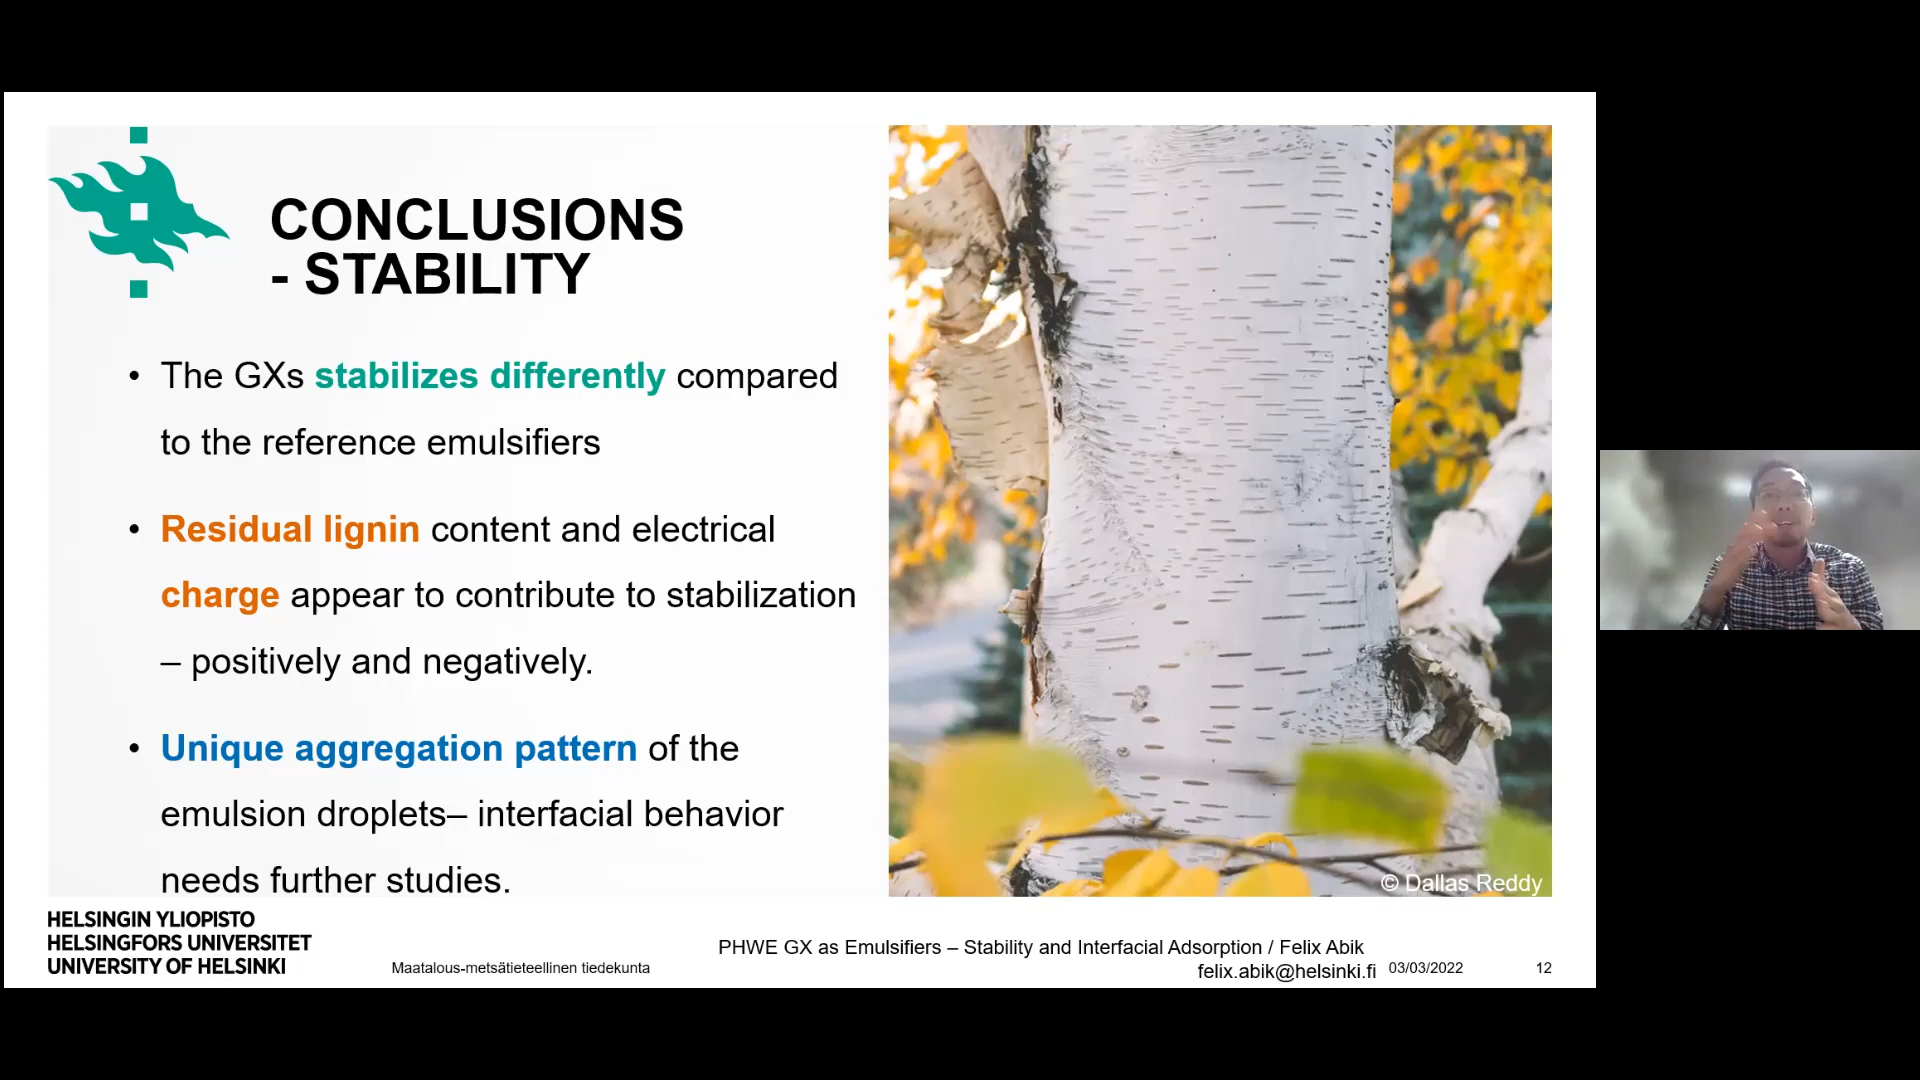 CONCLUSIONS
- STABILITY
• The GXs stabilizes differently compared
to the reference emulsifiers
• Residual lignin content and electrical
charge appear to contribute to stabilization
– positively and negatively.
• Unique aggregation pattern of the
emulsion droplets– interfacial behavior
needs further studies.
© Dallas Reddy
HELSINGIN YLIOPISTO
HELSINGFORS UNIVERSITET
UNIVERSITY OF HELSINKI
Maatalous-metsätieteellinen tiedekunta
PHWE GX as Emulsifiers – Stability and Interfacial Adsorption / Felix Abik
felix.abik@helsinki.fi
03/03/2022
12